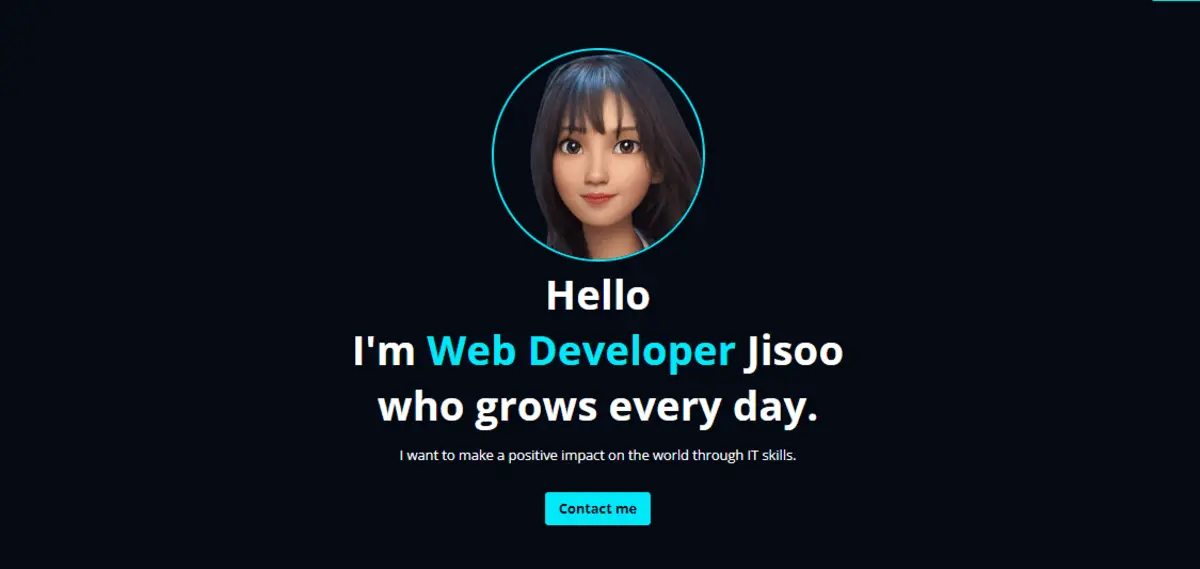 Hello
I'm Web Developer Jisoo
who grows every day.
I want to make a positive impact on the world through IT skills.
Contact me